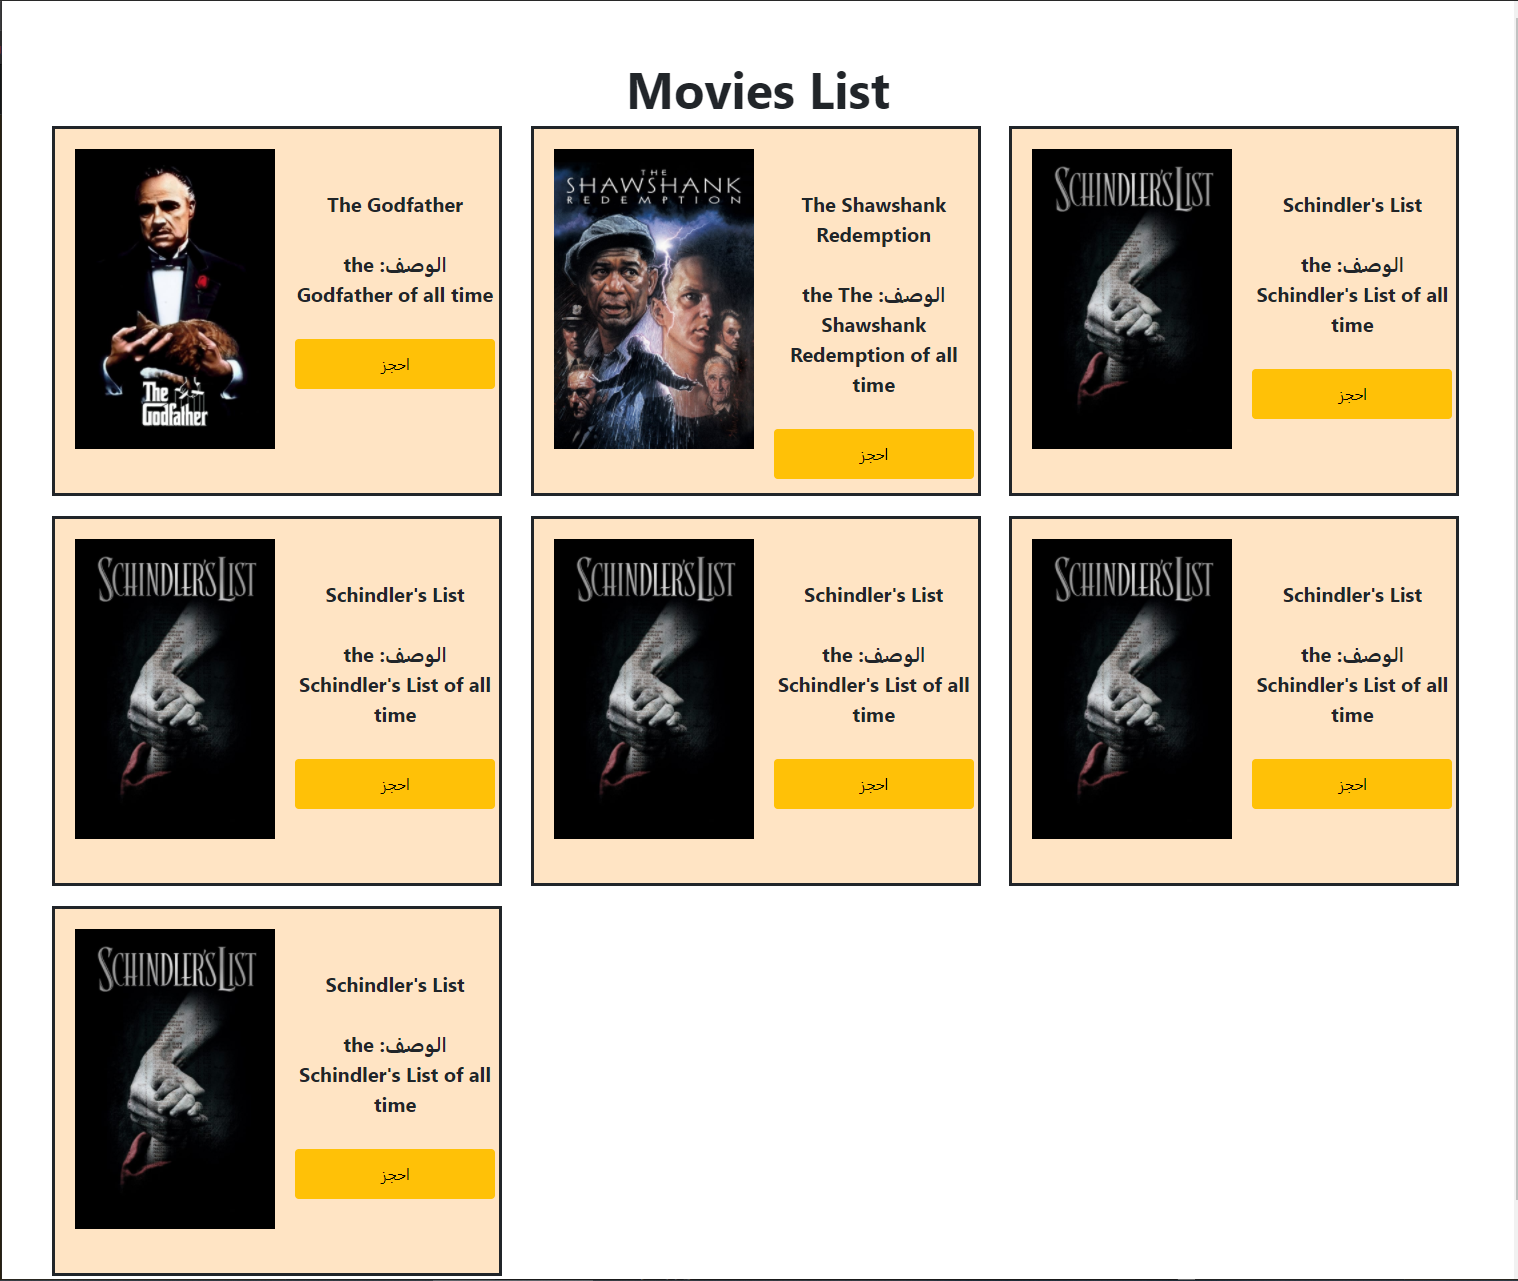 Movies List
THE
SHAWSHANK
REDEMPTION
SCHINDLER'S LIST
The Godfather
The Shawshank
Redemption
Schindler's List
الوصف: the
Godfather of all time
الوصف: the The
Shawshank
Redemption of all
time
الوصف: the
Schindler's List of all
time
احجز
The
Godfather
احجز
احجز
SCHINDLER'S LIST
SCHINDLER'S LIST
SCHINDLER'S LIST
Schindler's List
Schindler's List
Schindler's List
الوصف: the
Schindler's List of all
time
الوصف: the
Schindler's List of all
time
الوصف: the
Schindler's List of all
time
احجز
احجز
احجز
SCHINDLER'S LIST
Schindler's List
الوصف: the
Schindler's List of all
time
احجز